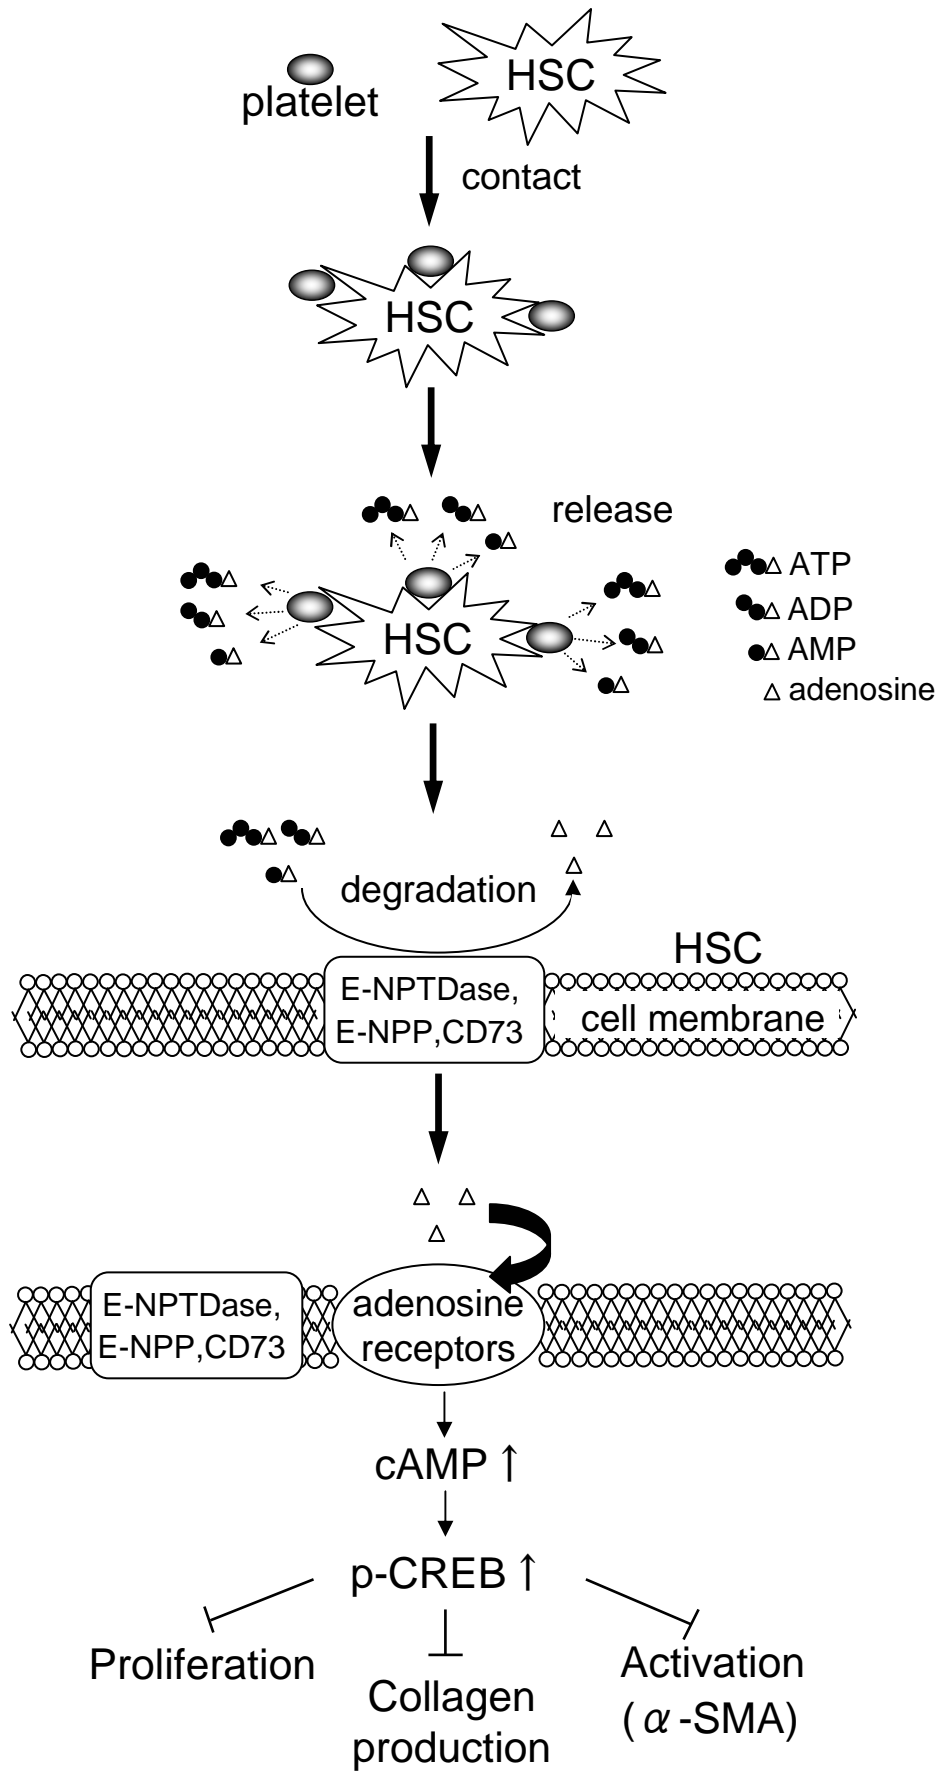 HSC
platelet
contact
HSC
release
HSC
ATP
ADP
AMP
adenosine
degradation
HSC
E-NPTDase,
E-NPP,CD73
cell membrane
E-NPTDase,
E-NPP,CD73
adenosine
receptors
cAMP ↑
p-CREB ↑
Proliferation
Collagen
production
Activation
(α-SMA)